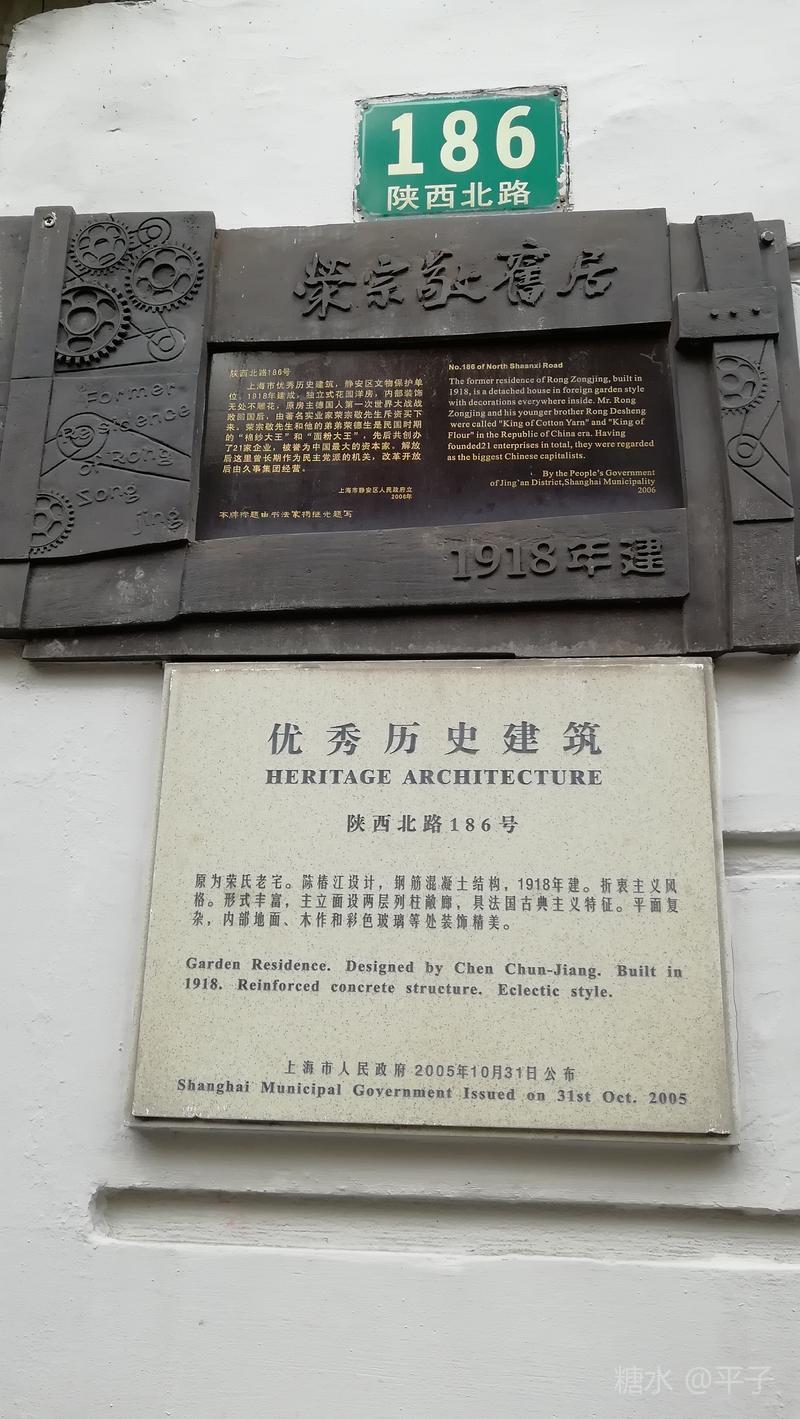 186
陕西北路
榮宗敬舊居
Former
Residence
of Rong
Zong
jing
陕西北路186号
上海市优秀历史建筑，静安区文物保护单
位。1918年建成，独立式花园洋房，内部装饰
无处不雕花，原房主德国人第一次世界大战战
败回国后，由著名实业家荣宗敬先生斥资买下
来。荣宗敬先生和他的弟弟荣德生是民国时期
的“棉纱大王”和“面粉大王”，先后共创办
了21家企业，被誉为中国最大的资本家。解放
后这里曾长期作为民主党派的机关，改革开放
后由久事集团经营。
上海市静安区人民政府立
2006年
本牌标题由书法家杨继光题写
No.186 of North Shaanxi Road
The former residence of Rong Zongjing, built in
1918, is a detached house in foreign garden style
with decorations everywhere inside. Mr. Rong
Zongjing and his younger brother Rong Desheng
were called "King of Cotton Yarn" and "King of
Flour" in the Republic of China era. Having
founded21 enterprises in total, they were regarded
as the biggest Chinese capitalists.
By the People's Government
of Jing'an District,Shanghai Municipality
2006
1918年建
优秀历史建筑
HERITAGE ARCHITECTURE
陕西北路186号
原为荣氏老宅。陈椿江设计，钢筋混凝土结构，1918年建。折衷主义风
格。形式丰富，主立面设两层列柱敞廊，具法国古典主义特征。平面复
杂，内部地面、木作和彩色玻璃等处装饰精美。
Garden Residence. Designed by Chen Chun-Jiang. Built in
1918. Reinforced concrete structure. Eclectic style.
上海市人民政府 2005年10月31日公布
Shanghai Municipal Government Issued on 31st Oct. 2005
糖水 @平子